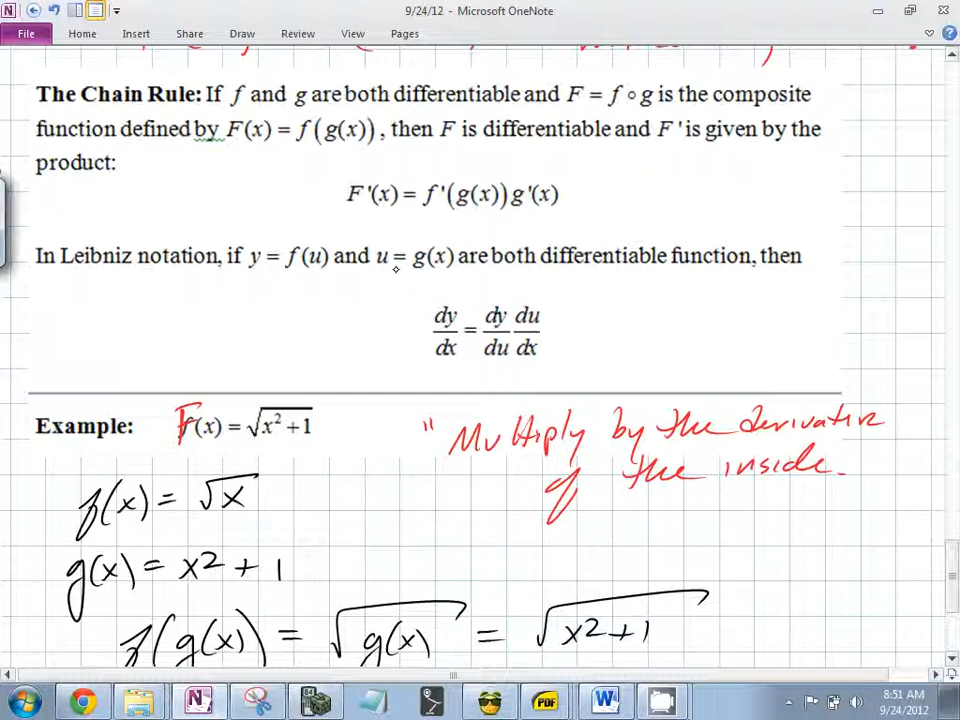 9/24/12 - Microsoft OneNote
File Home Insert Share Draw Review View Pages
The Chain Rule: If f and g are both differentiable and F = f ∘ g is the composite
function defined by F(x) = f(g(x)), then F is differentiable and F' is given by the
product:
F'(x) = f'(g(x))g'(x)
In Leibniz notation, if y = f(u) and u = g(x) are both differentiable function, then
dy/dx = dy/du du/dx
Example: F(x) = √(x² + 1)
" Multiply by the derivative
of the inside.
f(x) = √x
g(x) = x² + 1
f(g(x)) = √g(x) = √(x² + 1)
PDF
W
8:51 AM
9/24/2012